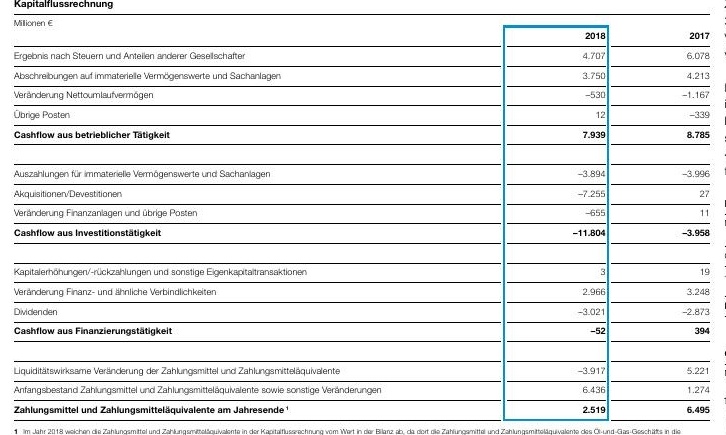 Kapitalflussrechnung
Millionen €
2018 2017
Ergebnis nach Steuern und Anteilen anderer Gesellschafter 4.707 6.078
Abschreibungen auf immaterielle Vermögenswerte und Sachanlagen 3.750 4.213
Veränderung Nettoumlaufvermögen –530 –1.167
Übrige Posten 12 –339
Cashflow aus betrieblicher Tätigkeit 7.939 8.785
Auszahlungen für immaterielle Vermögenswerte und Sachanlagen –3.894 –3.996
Akquisitionen/Devestitionen –7.255 27
Veränderung Finanzanlagen und übrige Posten –655 11
Cashflow aus Investitionstätigkeit –11.804 –3.958
Kapitalerhöhungen/-rückzahlungen und sonstige Eigenkapitaltransaktionen 3 19
Veränderung Finanz- und ähnliche Verbindlichkeiten 2.966 3.248
Dividenden –3.021 –2.873
Cashflow aus Finanzierungstätigkeit –52 394
Liquiditätswirksame Veränderung der Zahlungsmittel und Zahlungsmitteläquivalente –3.917 5.221
Anfangsbestand Zahlungsmittel und Zahlungsmitteläquivalente sowie sonstige Veränderungen 6.436 1.274
Zahlungsmittel und Zahlungsmitteläquivalente am Jahresende 1 2.519 6.495
1 Im Jahr 2018 weichen die Zahlungsmittel und Zahlungsmitteläquivalente in der Kapitalflussrechnung vom Wert in der Bilanz ab, da dort die Zahlungsmittel und Zahlungsmitteläquivalente des Öl-und-Gas-Geschäfts in die